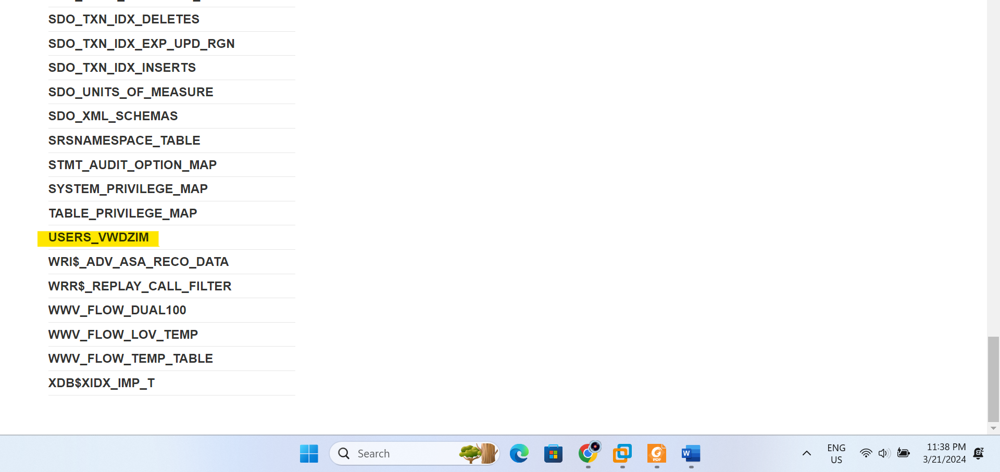 SDO_TXN_IDX_DELETES
SDO_TXN_IDX_EXP_UPD_RGN
SDO_TXN_IDX_INSERTS
SDO_UNITS_OF_MEASURE
SDO_XML_SCHEMAS
SRSNAMESPACE_TABLE
STMT_AUDIT_OPTION_MAP
SYSTEM_PRIVILEGE_MAP
TABLE_PRIVILEGE_MAP
USERS_VWDZIM
WRI$_ADV_ASA_RECO_DATA
WRR$_REPLAY_CALL_FILTER
WWV_FLOW_DUAL100
WWV_FLOW_LOV_TEMP
WWV_FLOW_TEMP_TABLE
XDB$XIDX_IMP_T
Search
PDF
W
ENG
US
11:38 PM
3/21/2024